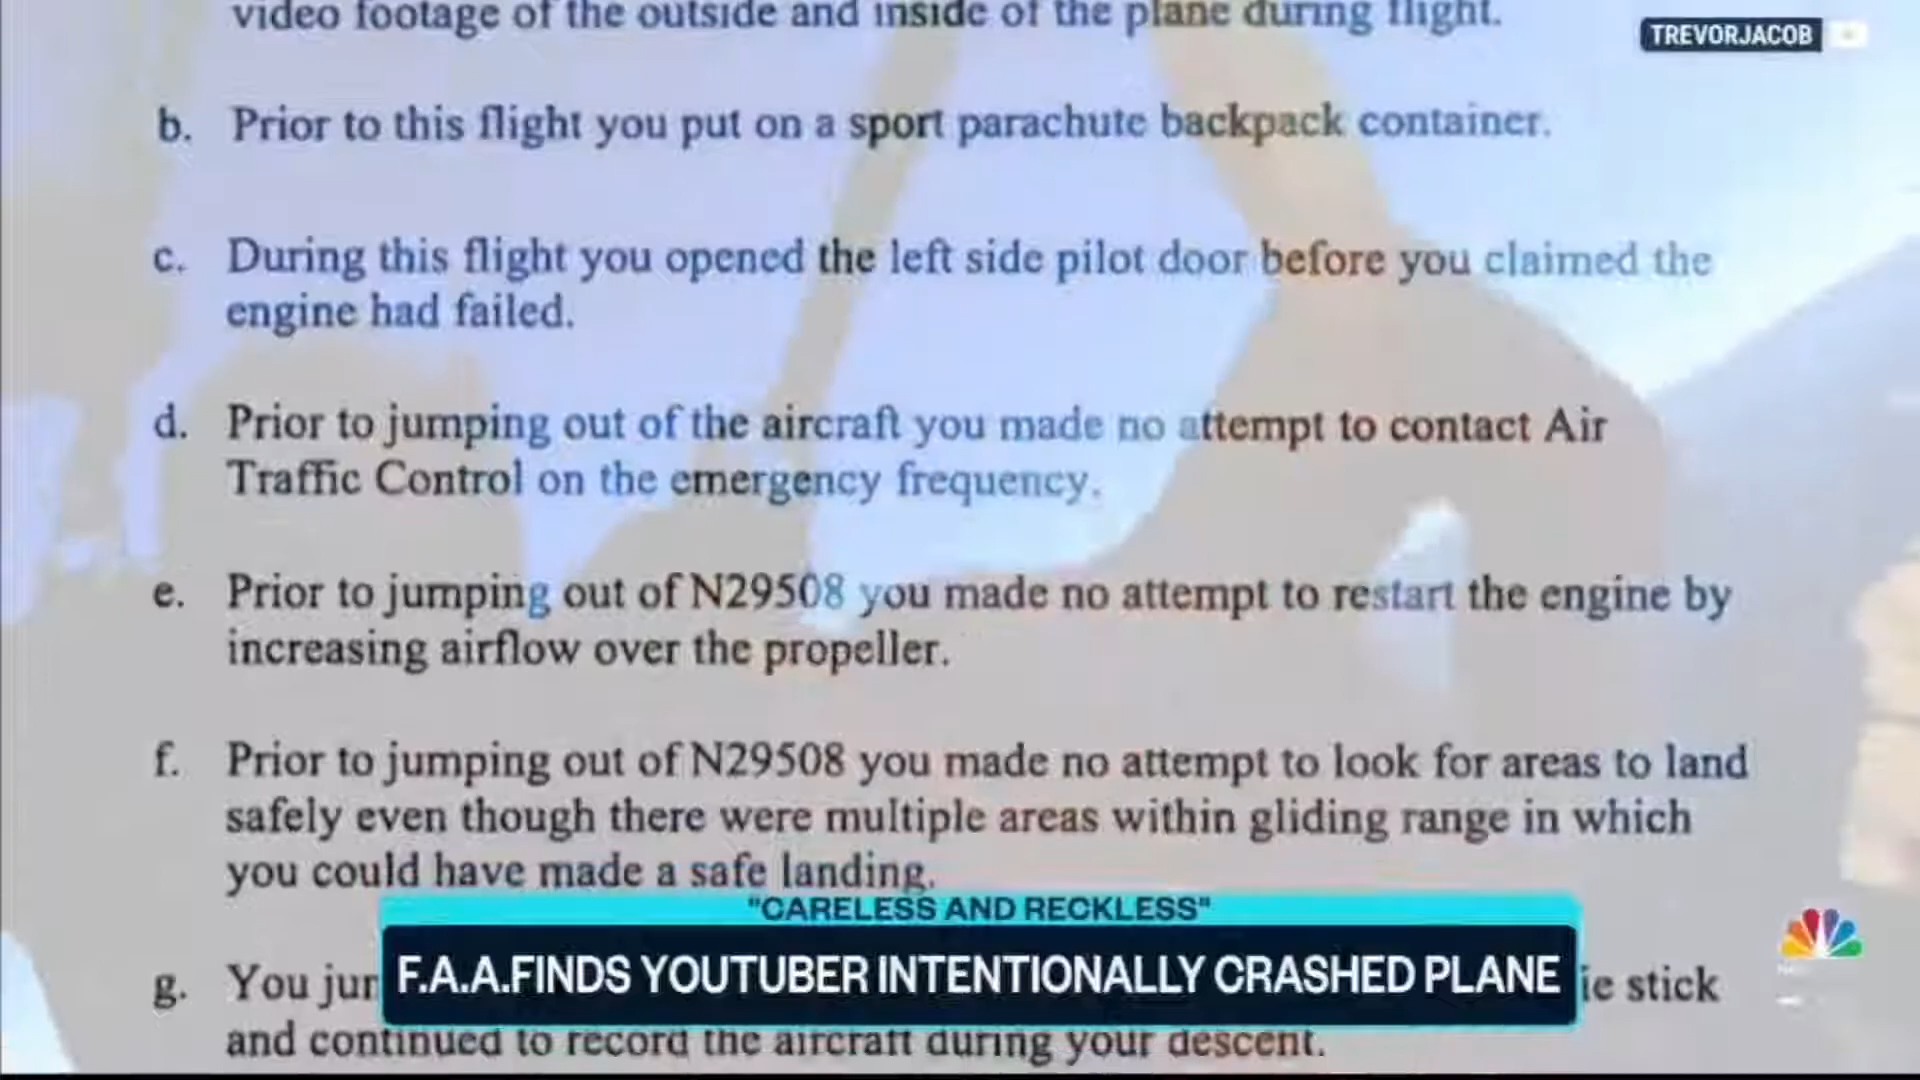 video footage of the outside and inside of the plane during flight.
TREVORJACOB
b. Prior to this flight you put on a sport parachute backpack container.
c. During this flight you opened the left side pilot door before you claimed the
engine had failed.
d. Prior to jumping out of the aircraft you made no attempt to contact Air
Traffic Control on the emergency frequency.
e. Prior to jumping out of N29508 you made no attempt to restart the engine by
increasing airflow over the propeller.
f. Prior to jumping out of N29508 you made no attempt to look for areas to land
safely even though there were multiple areas within gliding range in which
you could have made a safe landing.
"CARELESS AND RECKLESS"
F.A.A.FINDS YOUTUBER INTENTIONALLY CRASHED PLANE
g. You stick
and continued to record the aircraft during your descent.